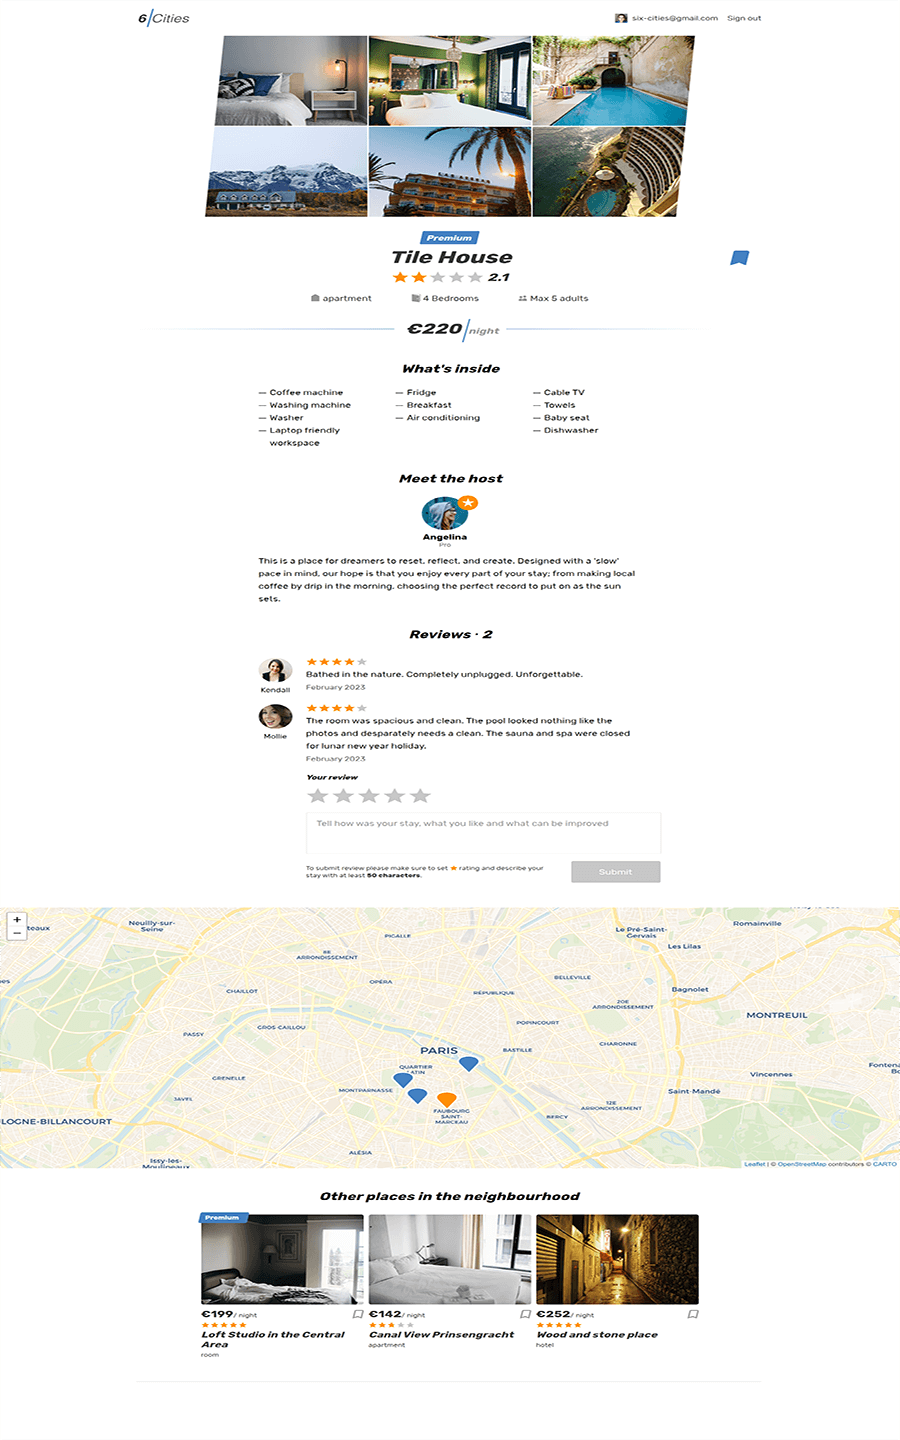 6 Cities
six-cities@gmail.com Sign out
Premium
Tile House
2.1
apartment 4 Bedrooms Max 5 adults
€220 night
What's inside
— Coffee machine — Fridge — Cable TV
— Washing machine — Breakfast — Towels
— Washer — Air conditioning — Baby seat
— Laptop friendly — Dishwasher
workspace
Meet the host
Angelina
Pro
This is a place for dreamers to reset, reflect, and create. Designed with a 'slow'
pace in mind, our hope is that you enjoy every part of your stay; from making local
coffee by drip in the morning, choosing the perfect record to put on as the sun
sets.
Reviews · 2
Bathed in the nature. Completely unplugged. Unforgettable.
February 2023
Kendall
The room was spacious and clean. The pool looked nothing like the
photos and desparately needs a clean. The sauna and spa were closed
for lunar new year holiday.
February 2023
Mollie
Your review
Tell how was your stay, what you like and what can be improved
To submit review please make sure to set rating and describe your
stay with at least 50 characters.
Submit
+
−
teaux
Neuilly-sur-
Seine
PIGALLE
Le Pré-Saint-
Gervais
Romainville
Les Lilas
8E
ARRONDISSEMENT
CHAILLOT
OPÉRA
RÉPUBLIQUE
BELLEVILLE
20E
ARRONDISSEMENT
Bagnolet
MONTREUIL
PASSY
GROS-CAILLOU
POPINCOURT
CHARONNE
PARIS
BASTILLE
QUARTIER
LATIN
GRENELLE
MONTPARNASSE
JAVEL
FAUBOURG
SAINT-
MARCEAU
BERCY
12E
ARRONDISSEMENT
Saint-Mandé
Vincennes
Fontena
LOGNE-BILLANCOURT
Issy-les-
Moulineaux
ALÉSIA
Leaflet | © OpenStreetMap contributors © CARTO
Other places in the neighbourhood
Premium
€199/ night €142/ night €252/ night
Loft Studio in the Central Canal View Prinsengracht Wood and stone place
Area apartment hotel
room